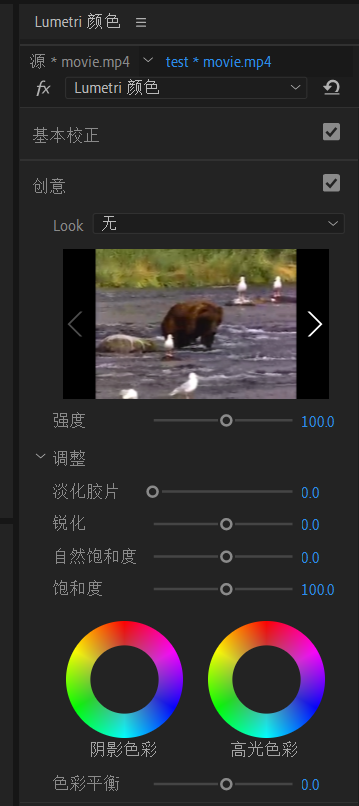 Lumetri 颜色
源 * movie.mp4 test * movie.mp4
fx Lumetri 颜色
基本校正
创意
Look 无
强度 100.0
调整
淡化胶片 0.0
锐化 0.0
自然饱和度 0.0
饱和度 100.0
阴影色彩 高光色彩
色彩平衡 0.0